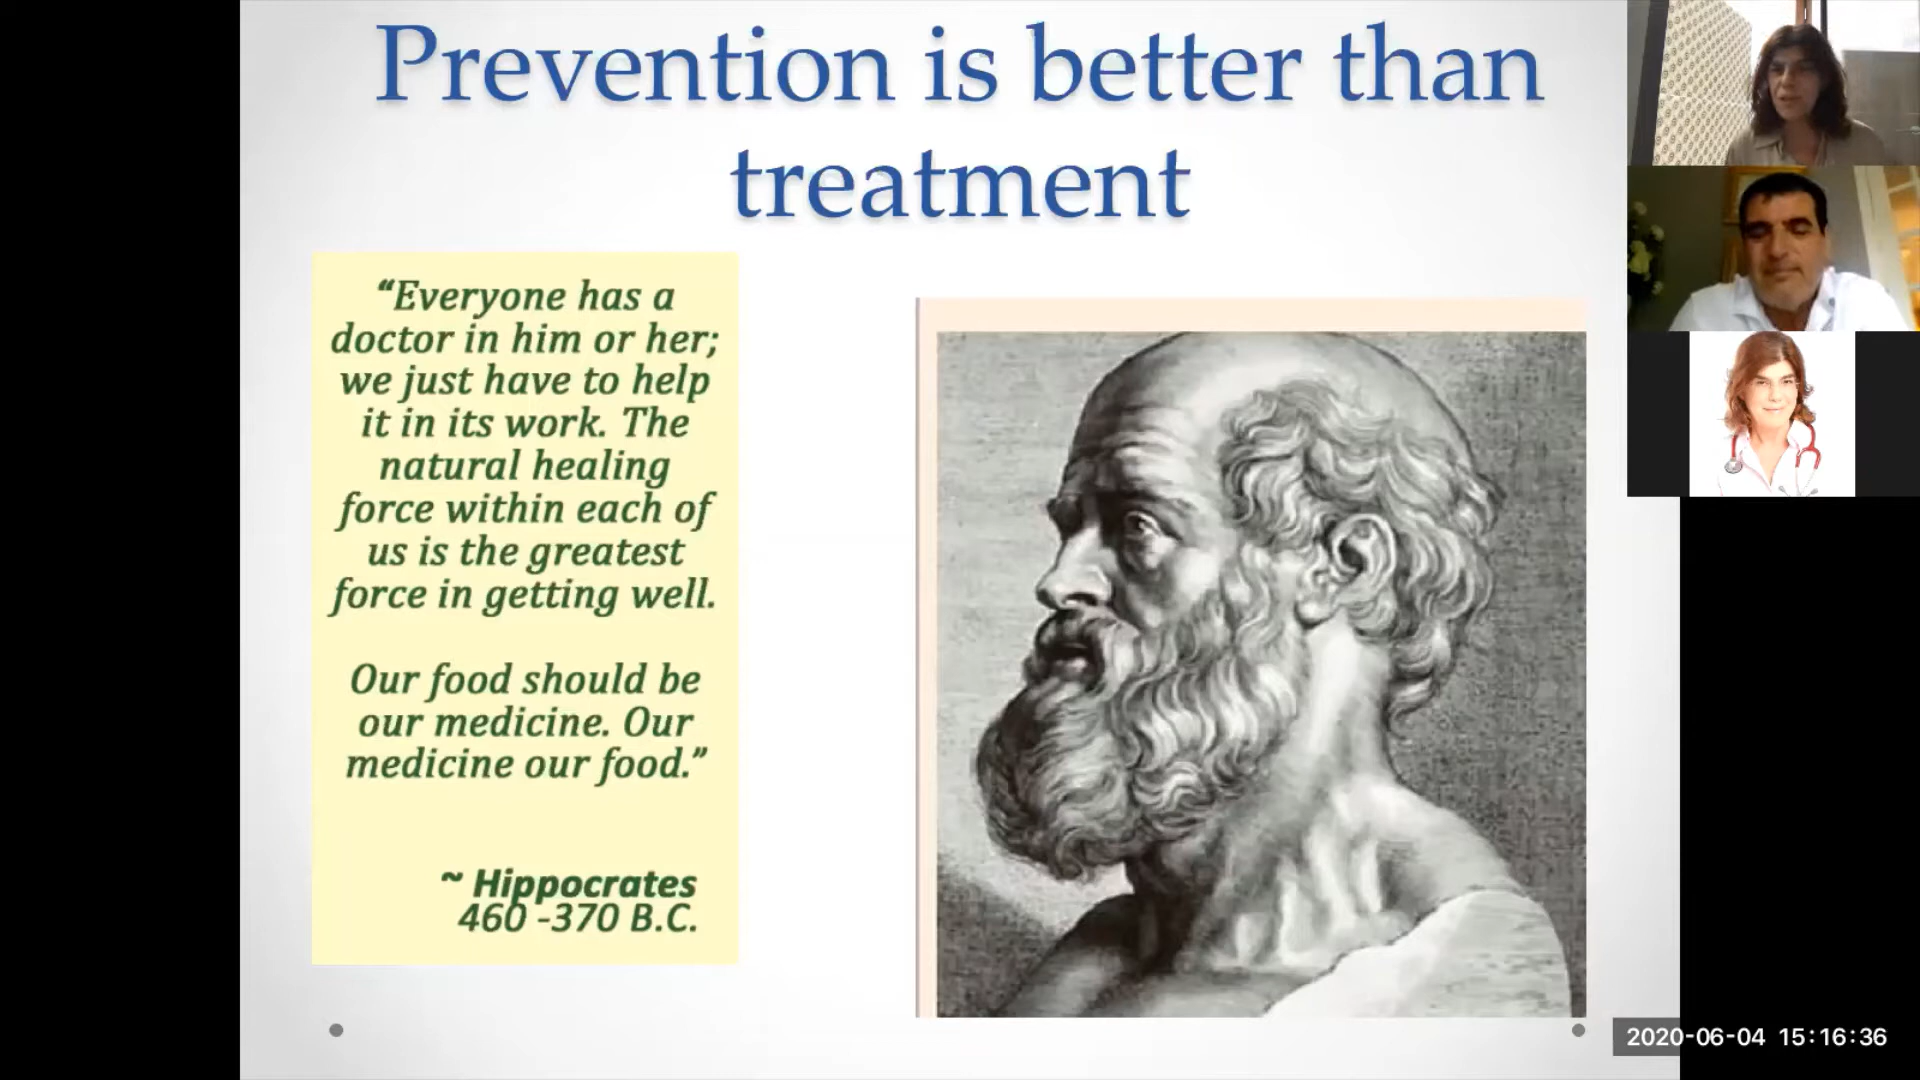 Prevention is better than
treatment
“Everyone has a
doctor in him or her;
we just have to help
it in its work. The
natural healing
force within each of
us is the greatest
force in getting well.
Our food should be
our medicine. Our
medicine our food.”
~ Hippocrates
460 -370 B.C.
2020-06-04 15:16:36